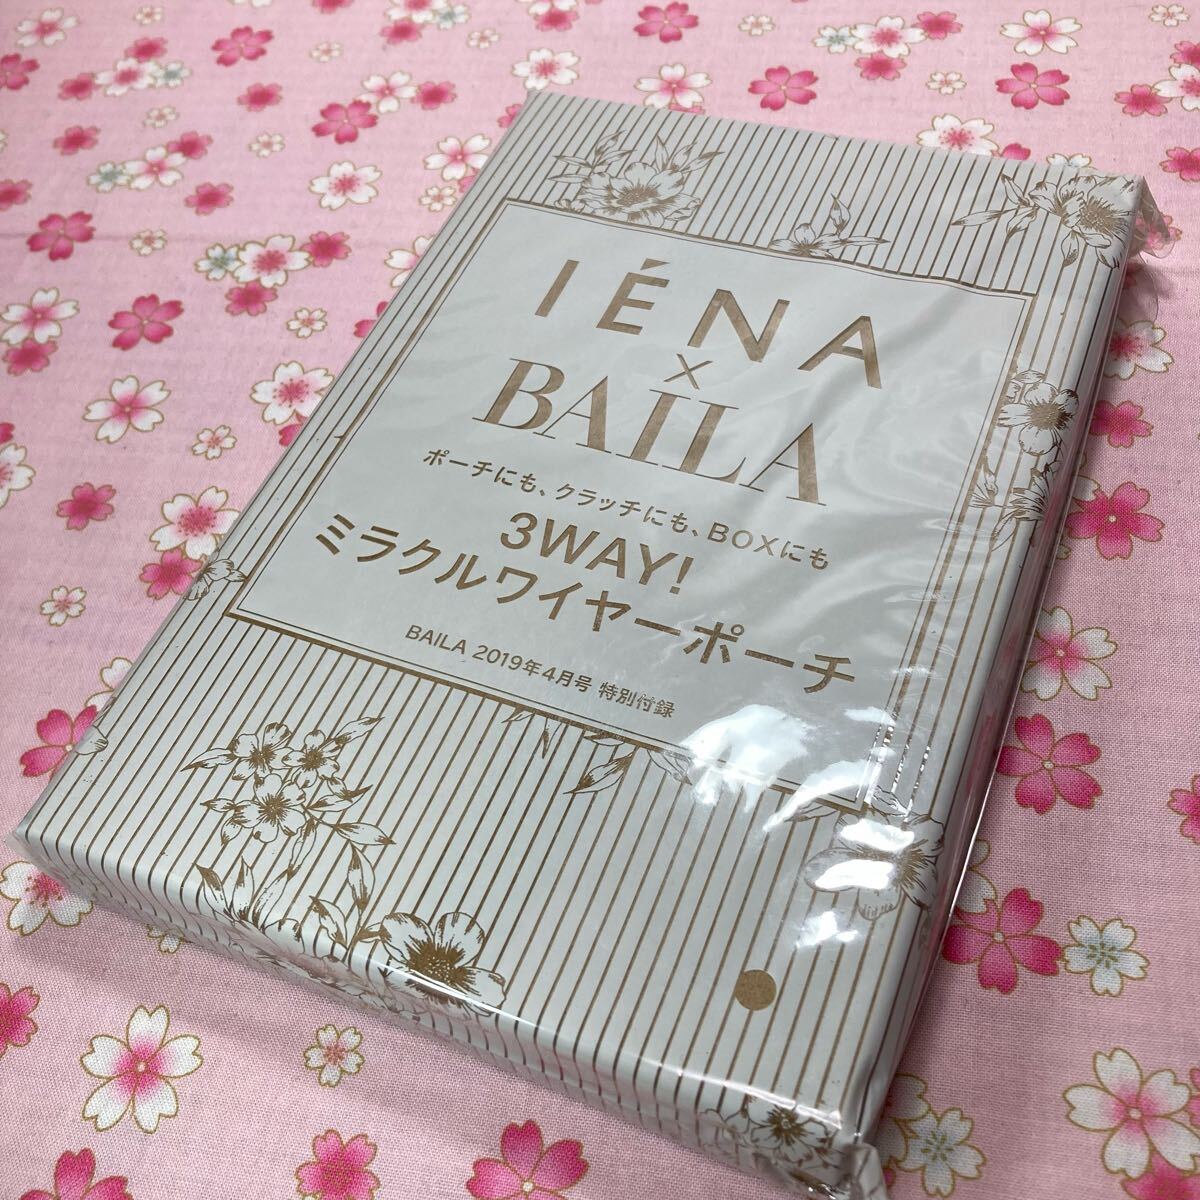 IÉNA
×
BAILA
ポーチにも、クラッチにも、BOXにも
3WAY!
ミラクルワイヤーポーチ
BAILA 2019年4月号 特別付録